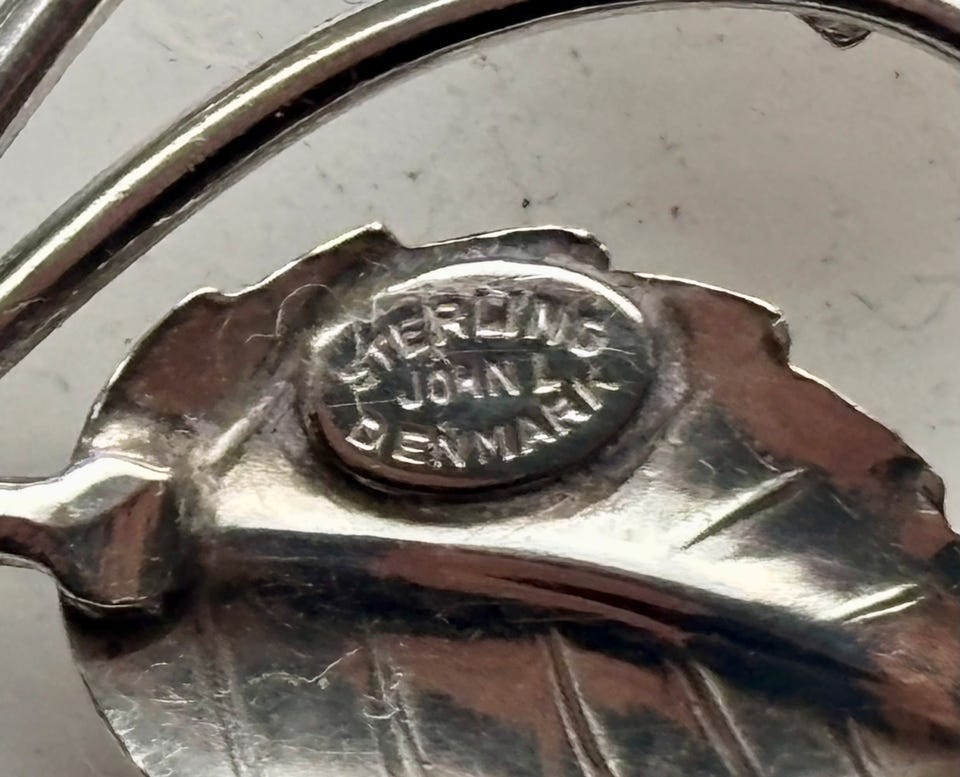 STERLING
JOHN L
DENMARK